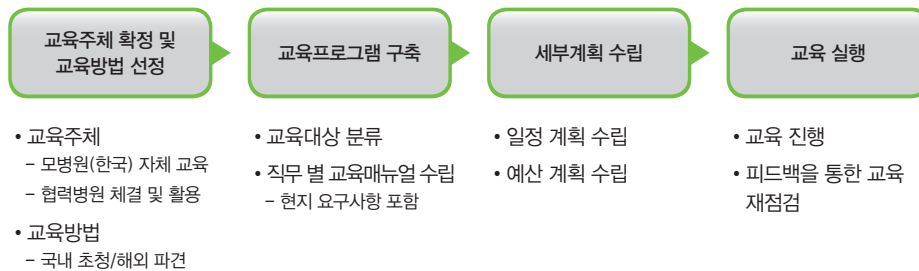 교육주체 확정 및
교육방법 선정
• 교육주체
– 모병원(한국) 자체 교육
– 협력병원 체결 및 활용
• 교육방법
– 국내 초청/해외 파견
교육프로그램 구축
• 교육대상 분류
• 직무 별 교육매뉴얼 수립
– 현지 요구사항 포함
세부계획 수립
• 일정 계획 수립
• 예산 계획 수립
교육 실행
• 교육 진행
• 피드백을 통한 교육
재점검